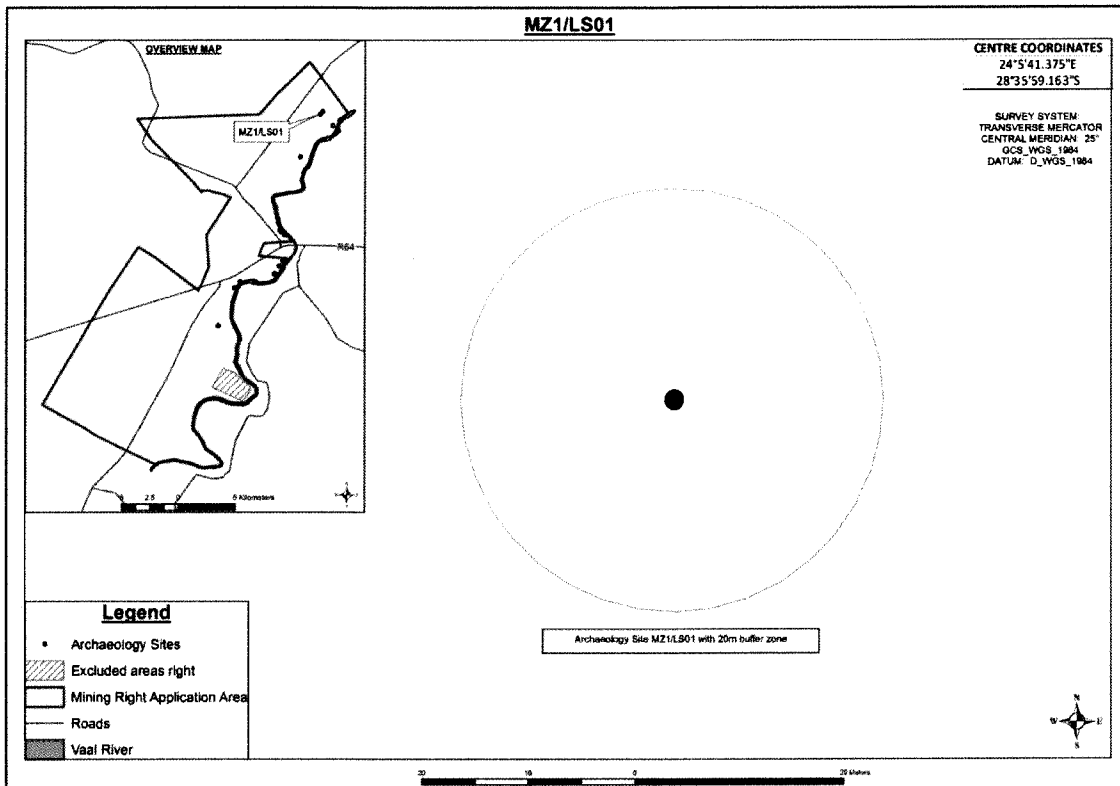 MZ1/LS01
OVERVIEW MAP
MZ1/LS01
R64
5 2.5 0 5 Kilometers
CENTRE COORDINATES
24°5'41.375"E
28°35'59.163"S
SURVEY SYSTEM:
TRANSVERSE MERCATOR
CENTRAL MERIDIAN 25°
GCS_WGS_1984
DATUM: D_WGS_1984
Archaeology Site MZ1/LS01 with 20m buffer zone
Legend
Archaeology Sites
Excluded areas right
Mining Right Application Area
Roads
Vaal River
N
W E
S
20 10 0 20 Meters